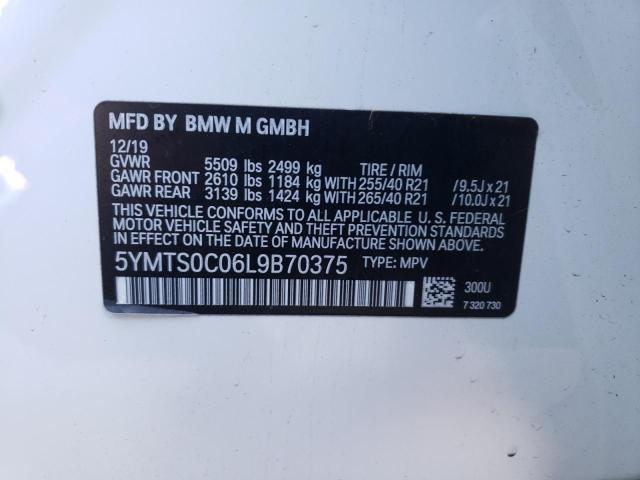 MFD BY BMW M GMBH
12/19
GVWR 5509 lbs 2499 kg TIRE / RIM
GAWR FRONT 2610 lbs 1184 kg WITH 255/40 R21 /9.5J x 21
GAWR REAR 3139 lbs 1424 kg WITH 265/40 R21 /10.0J x 21
THIS VEHICLE CONFORMS TO ALL APPLICABLE U. S. FEDERAL
MOTOR VEHICLE SAFETY AND THEFT PREVENTION STANDARDS
IN EFFECT ON THE DATE OF MANUFACTURE SHOWN ABOVE.
5YMTS0C06L9B70375 TYPE: MPV
300U
7 320 730